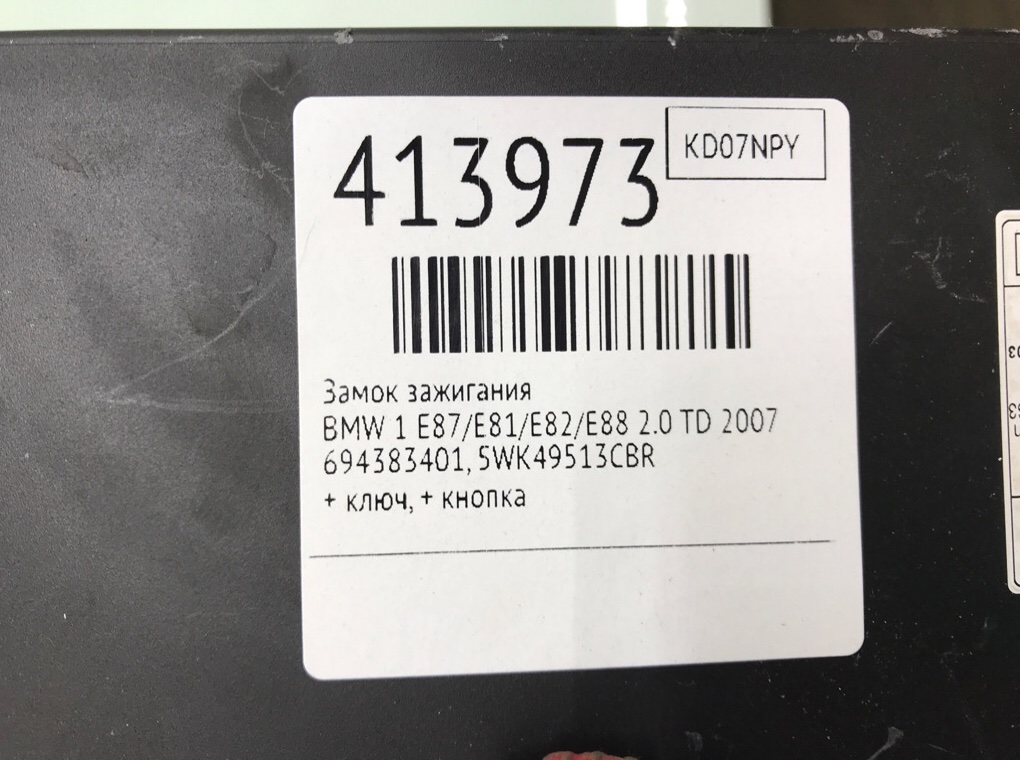 413973
KD07NPY
Замок зажигания
BMW 1 E87/E81/E82/E88 2.0 TD 2007
694383401, 5WK49513CBR
+ ключ, + кнопка